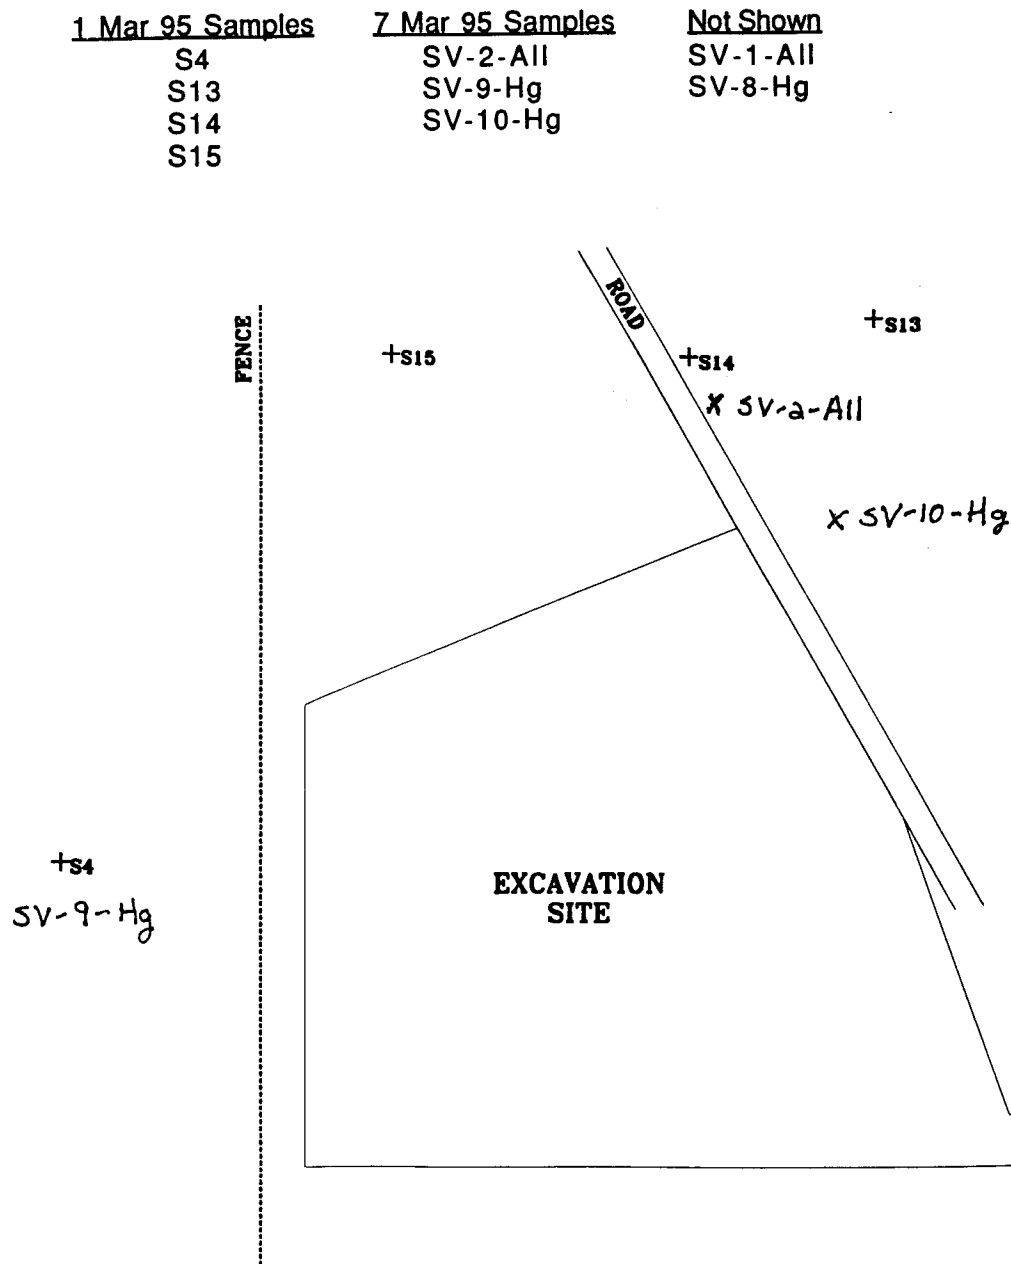 1 Mar 95 Samples 7 Mar 95 Samples Not Shown
S4 SV-2-All SV-1-All
S13 SV-9-Hg SV-8-Hg
S14 SV-10-Hg
S15
ROAD
+S13
FENCE
+S15
+S14
X SV-2-All
X SV-10-Hg
+S4
SV-9-Hg
EXCAVATION
SITE